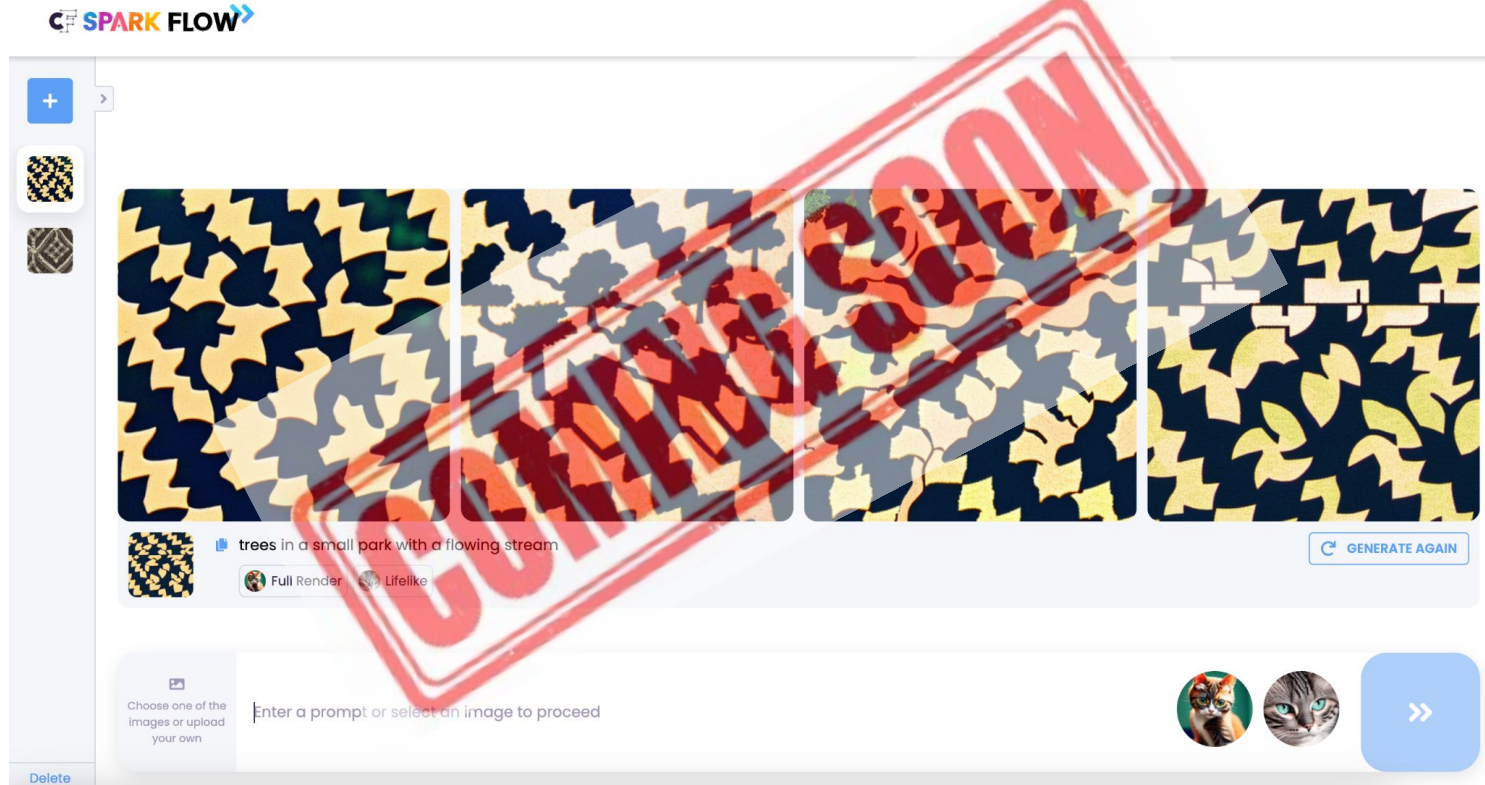 CF SPARK FLOW
COMING SOON
trees in a small park with a flowing stream
GENERATE AGAIN
Full Render
Lifelike
Choose one of the
images or upload
your own
Enter a prompt or select an image to proceed
Delete